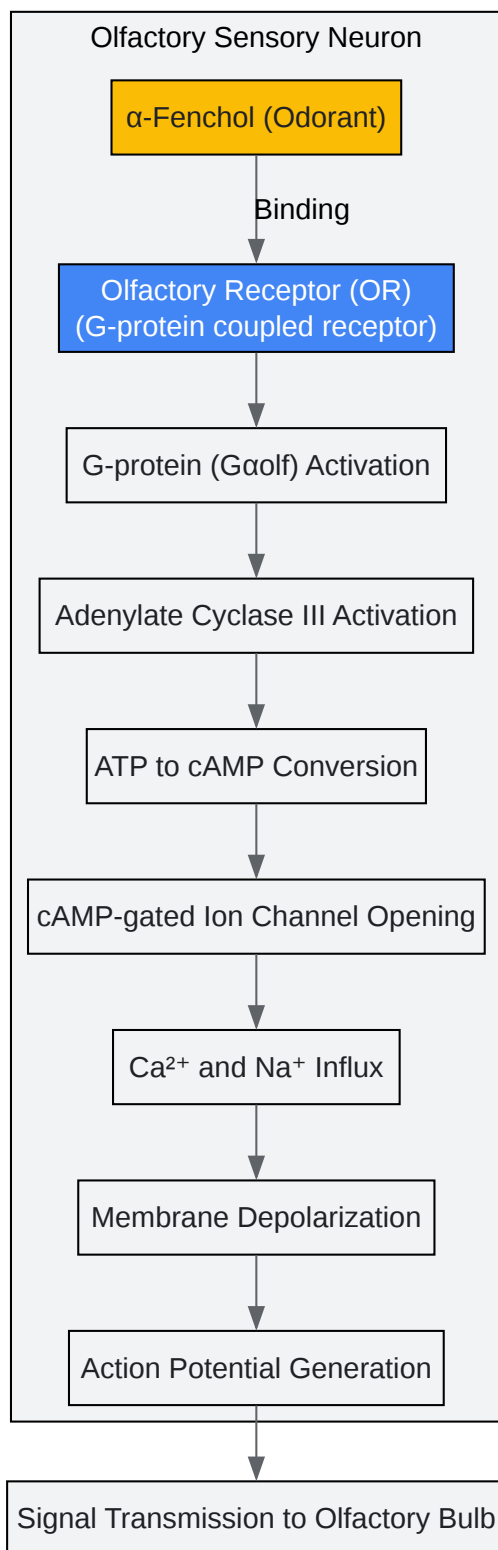 Olfactory Sensory Neuron
α-Fenchol (Odorant)
Binding
Olfactory Receptor (OR)
(G-protein coupled receptor)
G-protein (Gαolf) Activation
Adenylate Cyclase III Activation
ATP to cAMP Conversion
cAMP-gated Ion Channel Opening
Ca²⁺ and Na⁺ Influx
Membrane Depolarization
Action Potential Generation
Signal Transmission to Olfactory Bulb